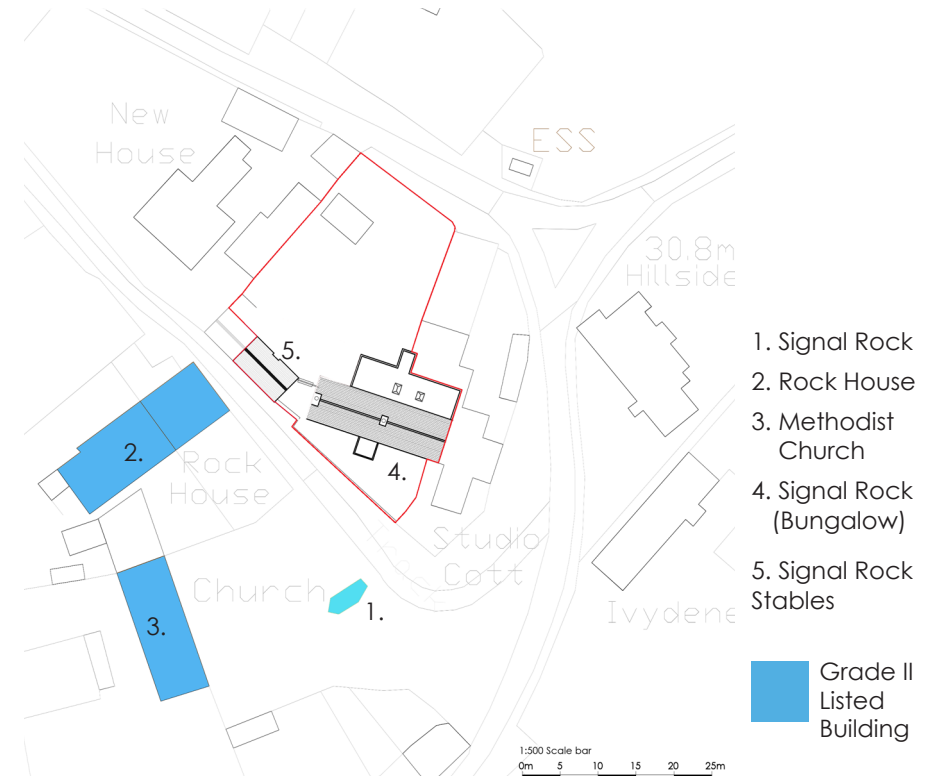 New
House
ESS
30.8m
Hillside
5.
4.
2.
Rock
House
Studio
Cott
Church
1.
3.
Ivydene
1. Signal Rock
2. Rock House
3. Methodist
Church
4. Signal Rock
(Bungalow)
5. Signal Rock
Stables
Grade II
Listed
Building
1:500 Scale bar
0m 5 10 15 20 25m